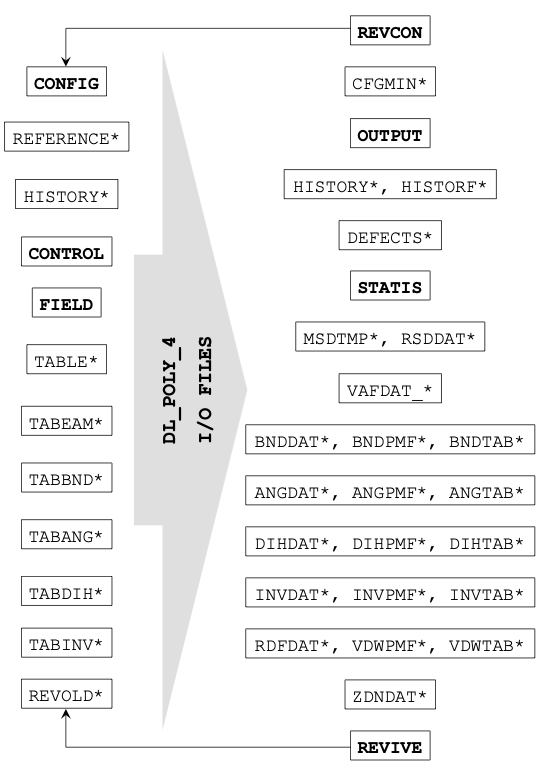 REVCON
CONFIG
CFGMIN*
REFERENCE*
OUTPUT
HISTORY*
HISTORY*, HISTORF*
CONTROL
DEFECTS*
FIELD
STATIS
TABLE*
MSDTMP*, RSDDAT*
DL_POLY_4
I/O FILES
VAFDAT_*
TABEAM*
BNDDAT*, BNDPMF*, BNDTAB*
TABBND*
ANGDAT*, ANGPMF*, ANGTAB*
TABANG*
DIHDAT*, DIHPMF*, DIHTAB*
TABDIH*
INVDAT*, INVPMF*, INVTAB*
TABINV*
RDFDAT*, VDWPMF*, VDWTAB*
REVOLD*
ZDNDAT*
REVIVE